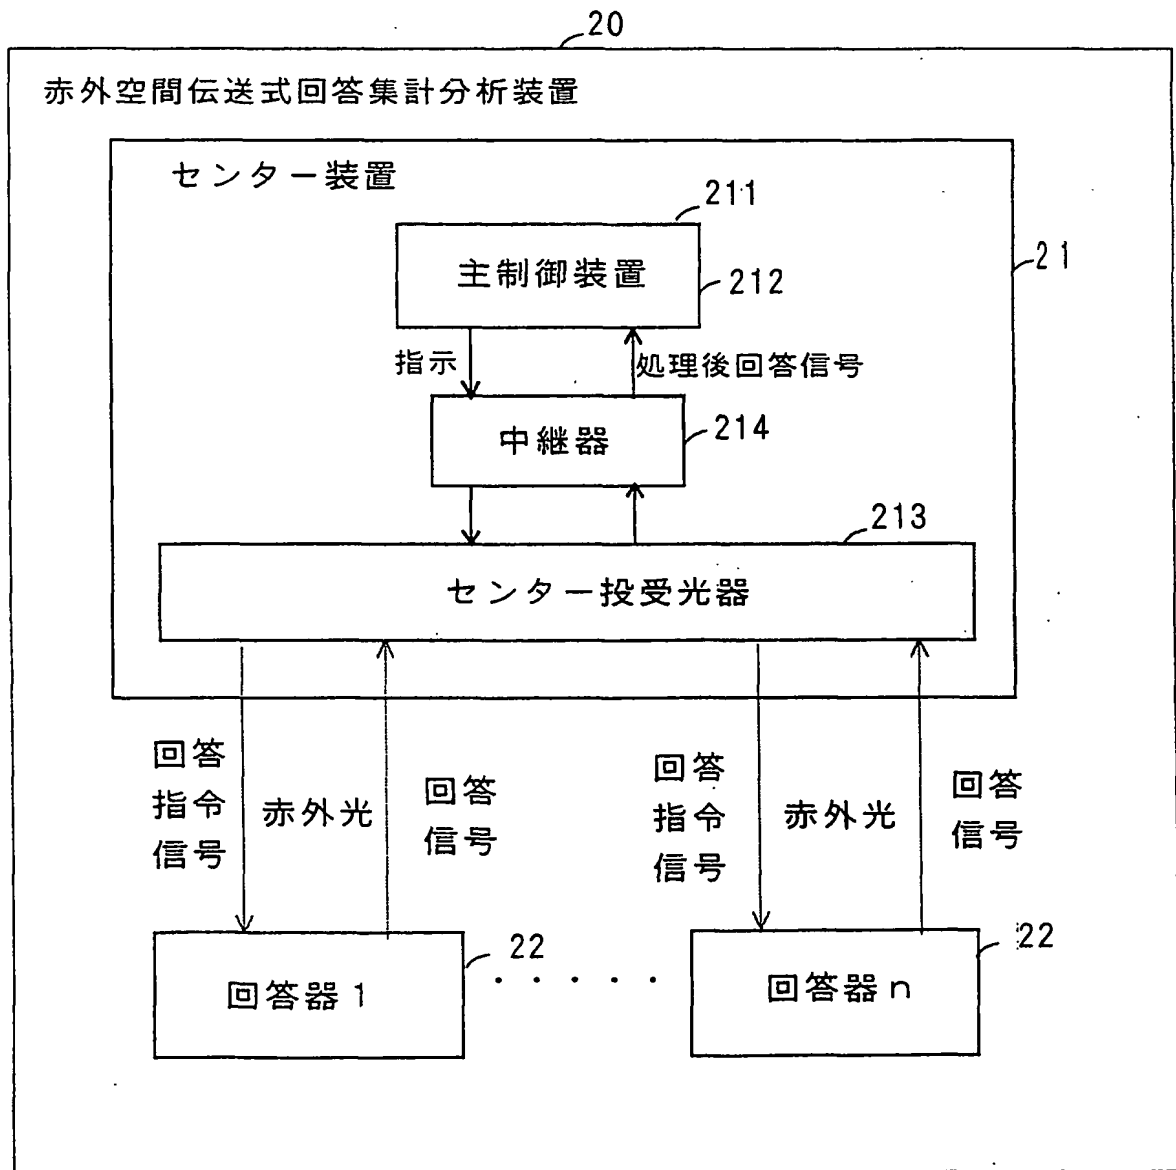 20
赤外空間伝送式回答集計分析装置
センター装置
211
21
主制御装置
212
指示
処理後回答信号
中継器
214
213
センター投受光器
回答
指令
信号
赤外光
回答
信号
回答
指令
信号
赤外光
回答
信号
回答器1
22
・・・・・
回答器n
22